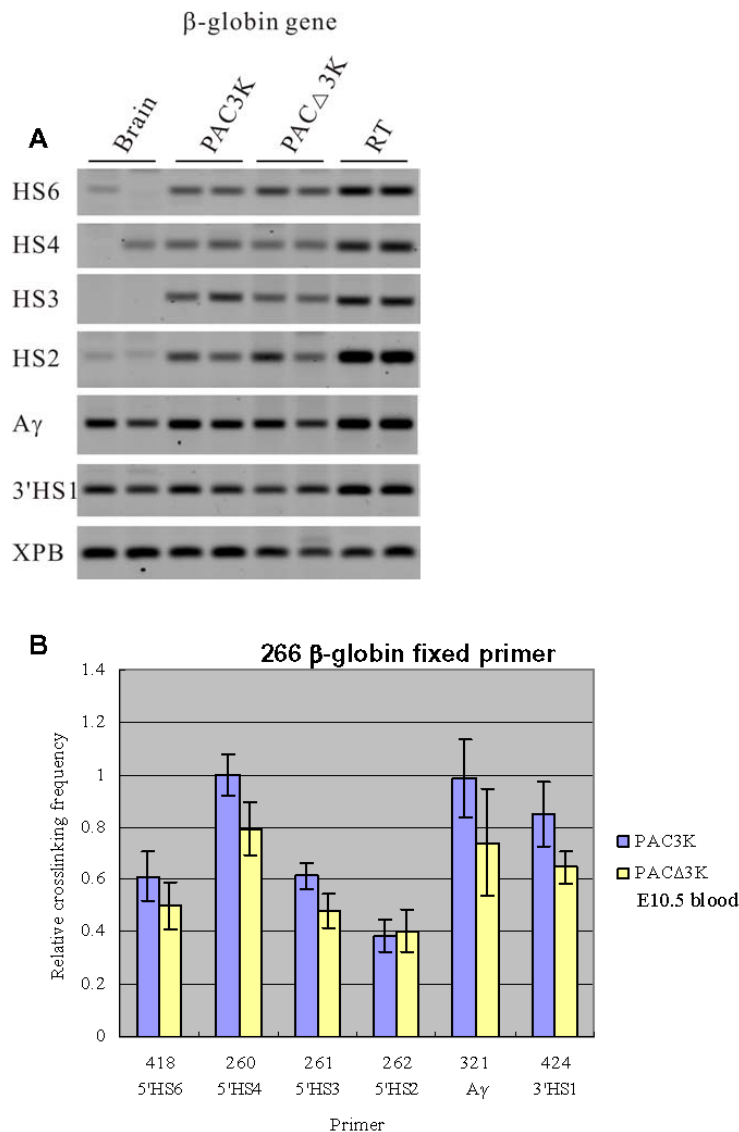 β-globin gene
A
Brain
PAC3K
PAC△3K
RT
HS6
HS4
HS3
HS2
Aγ
3'HS1
XPB
B
266 β-globin fixed primer
Relative crosslinking frequency
1.4
1.2
1
0.8
0.6
0.4
0.2
0
418 260 261 262 321 424
5'HS6 5'HS4 5'HS3 5'HS2 Aγ 3'HS1
Primer
PAC3K
PACΔ3K
E10.5 blood